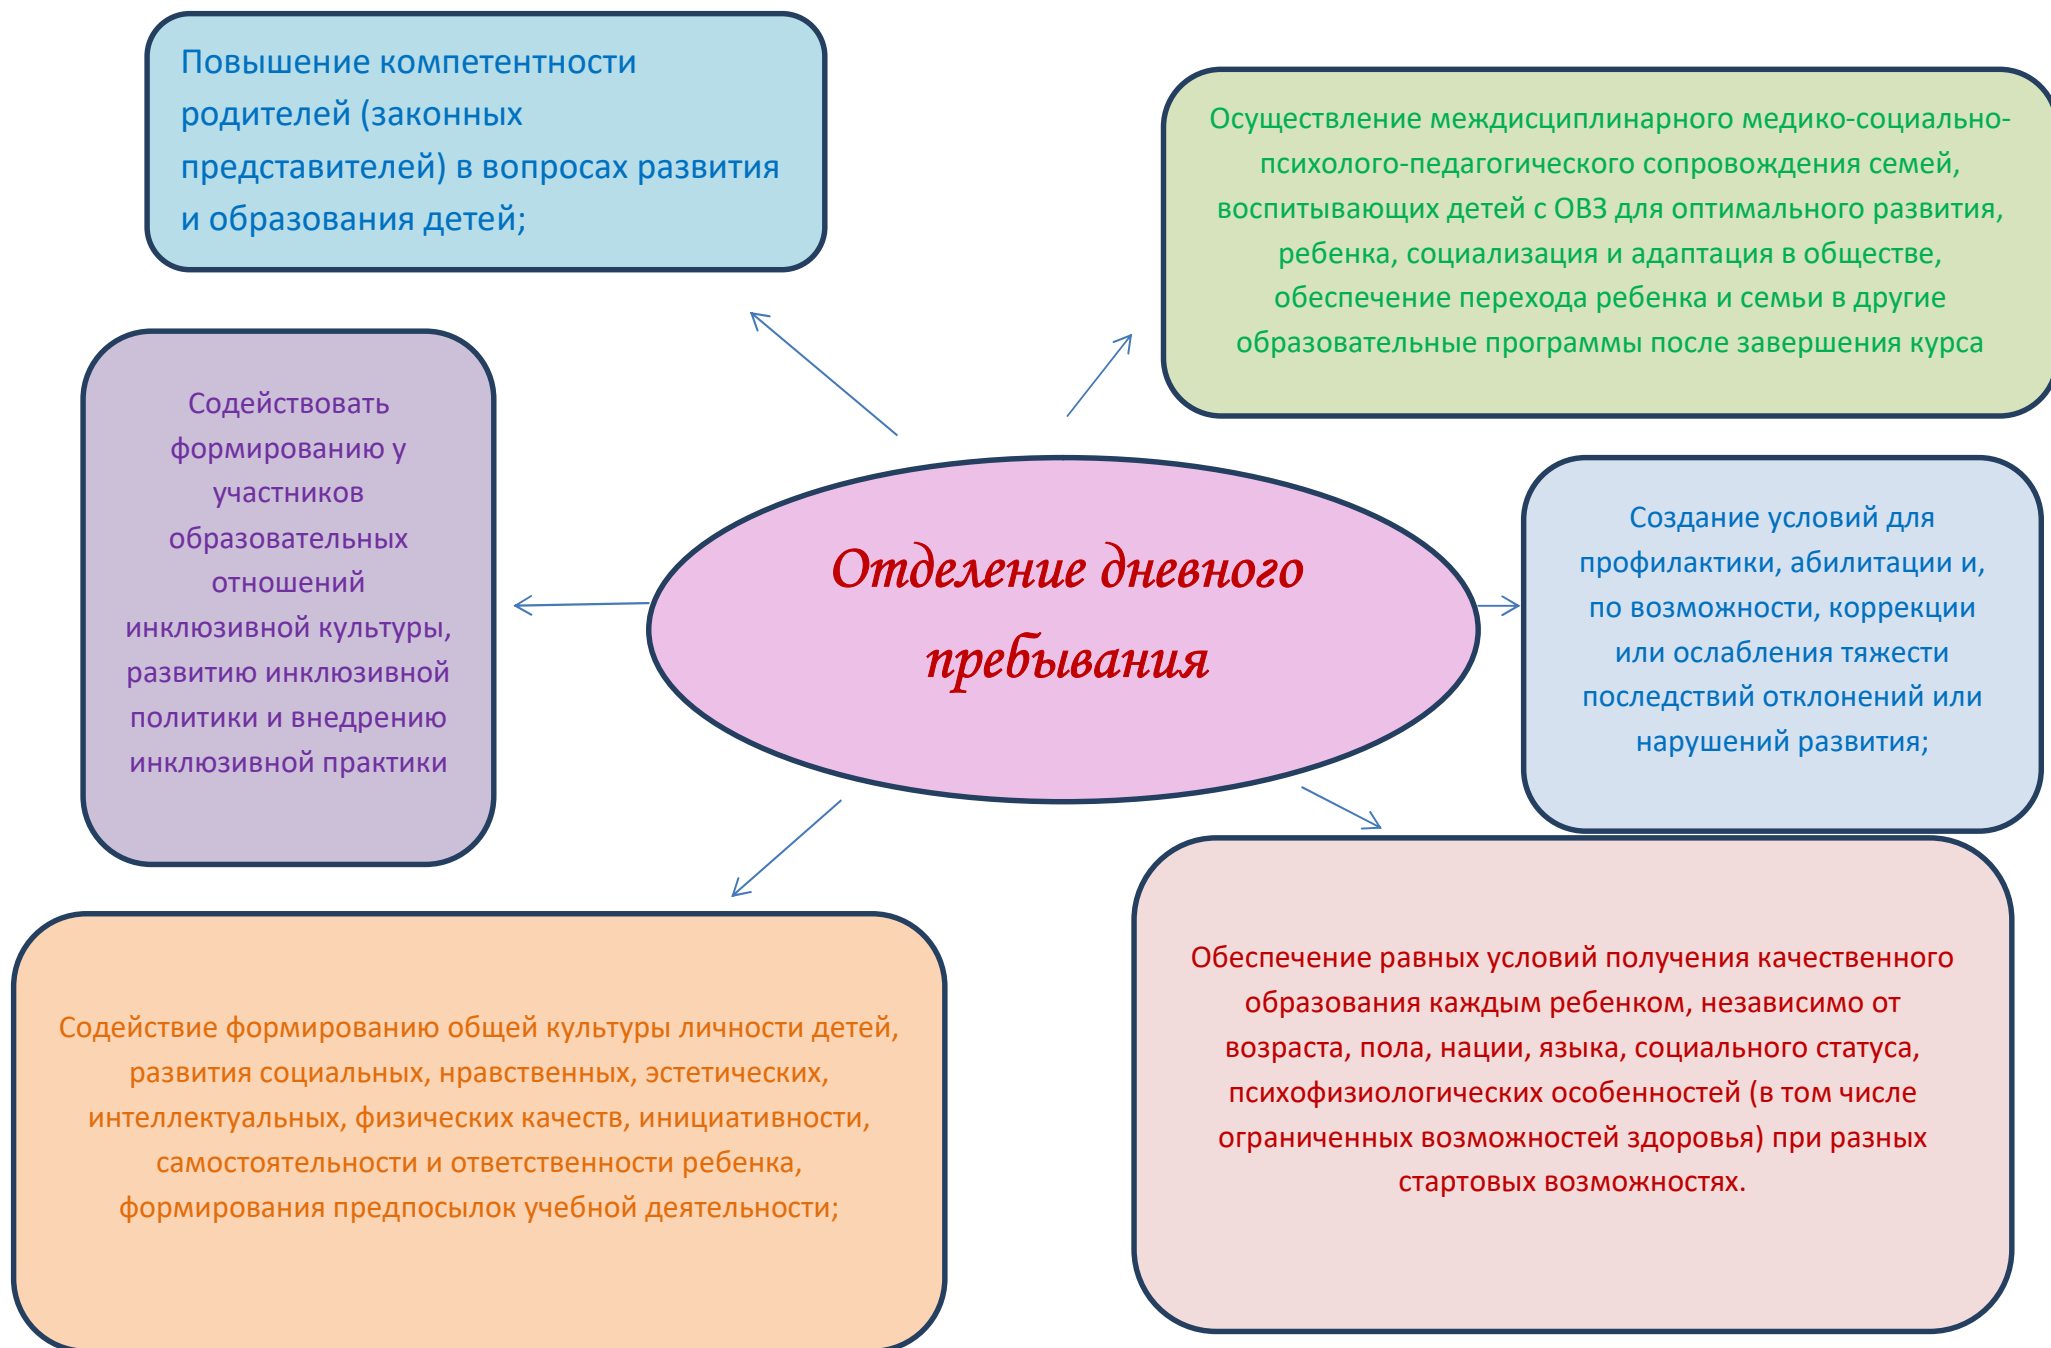 Повышение компетентности
родителей (законных
представителей) в вопросах развития
и образования детей;
Осуществление междисциплинарного медико-социально-
психолого-педагогического сопровождения семей,
воспитывающих детей с ОВЗ для оптимального развития,
ребенка, социализация и адаптация в обществе,
обеспечение перехода ребенка и семьи в другие
образовательные программы после завершения курса
Содействовать
формированию у
участников
образовательных
отношений
инклюзивной культуры,
развитию инклюзивной
политики и внедрению
инклюзивной практики
Отделение дневного
пребывания
Создание условий для
профилактики, абилитации и,
по возможности, коррекции
или ослабления тяжести
последствий отклонений или
нарушений развития;
Содействие формированию общей культуры личности детей,
развития социальных, нравственных, эстетических,
интеллектуальных, физических качеств, инициативности,
самостоятельности и ответственности ребенка,
формирования предпосылок учебной деятельности;
Обеспечение равных условий получения качественного
образования каждым ребенком, независимо от
возраста, пола, нации, языка, социального статуса,
психофизиологических особенностей (в том числе
ограниченных возможностей здоровья) при разных
стартовых возможностях.